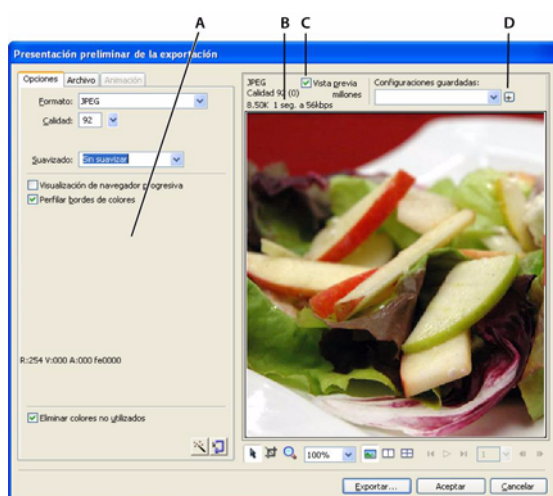 A B C D
Presentación preliminar de la exportación
Opciones Archivo Animación
Formato: JPEG
Calidad: 92
Suavizado: Sin suavizar
Visualización de navegador progresiva
Perfilar bordes de colores
R:254 V:000 A:000 fe0000
Eliminar colores no utilizados
JPEG Vista previa Configuraciones guardadas:
Calidad 92 (0) millones
8.50K 1 seg. a 56kbps
100% 1
Exportar... Aceptar Cancelar